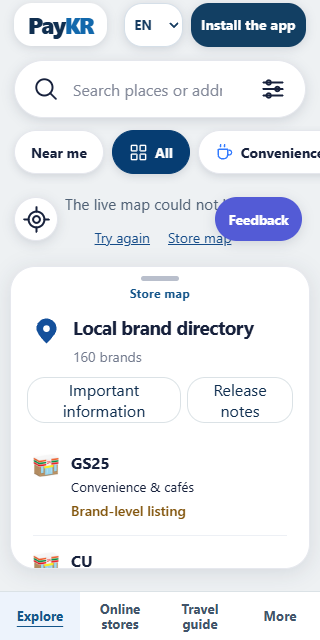 PayKR
EN
Install the app
Search places or addr
Near me
All
Convenience
The live map could not
Feedback
Try again
Store map
Store map
Local brand directory
160 brands
Important
information
Release
notes
GS25
Convenience & cafés
Brand-level listing
CU
Explore
Online
stores
Travel
guide
More